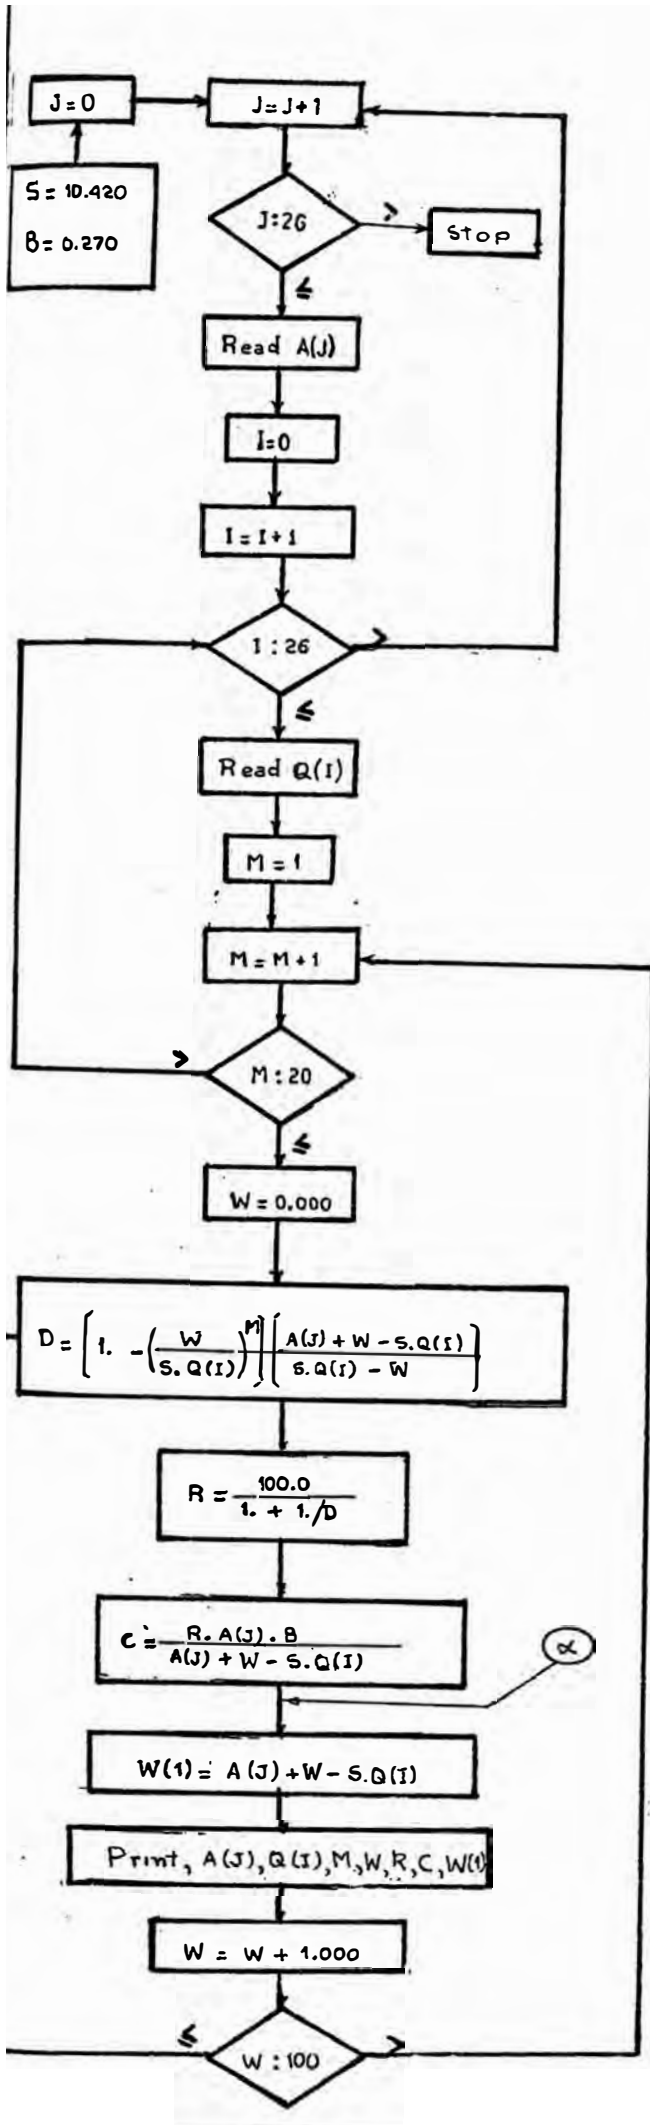 J=0
J=J+1
S= 10.420
B= 0.270
J:26
>
Stop
≤
Read A(J)
I=0
I=I+1
I:26
>
≤
Read Q(I)
M=1
M=M+1
>
M:20
≤
W=0.000
D=[1. -(W/S.Q(I))^M][A(J)+W-S.Q(I)/S.Q(I)-W]
R=100.0/1.+1./D
C=R.A(J).B/A(J)+W-S.Q(I)
α
W(1)= A(J)+W-S.Q(I)
Print, A(J),Q(I),M,W,R,C,W(1)
W = W + 1.000
≤
W:100
>